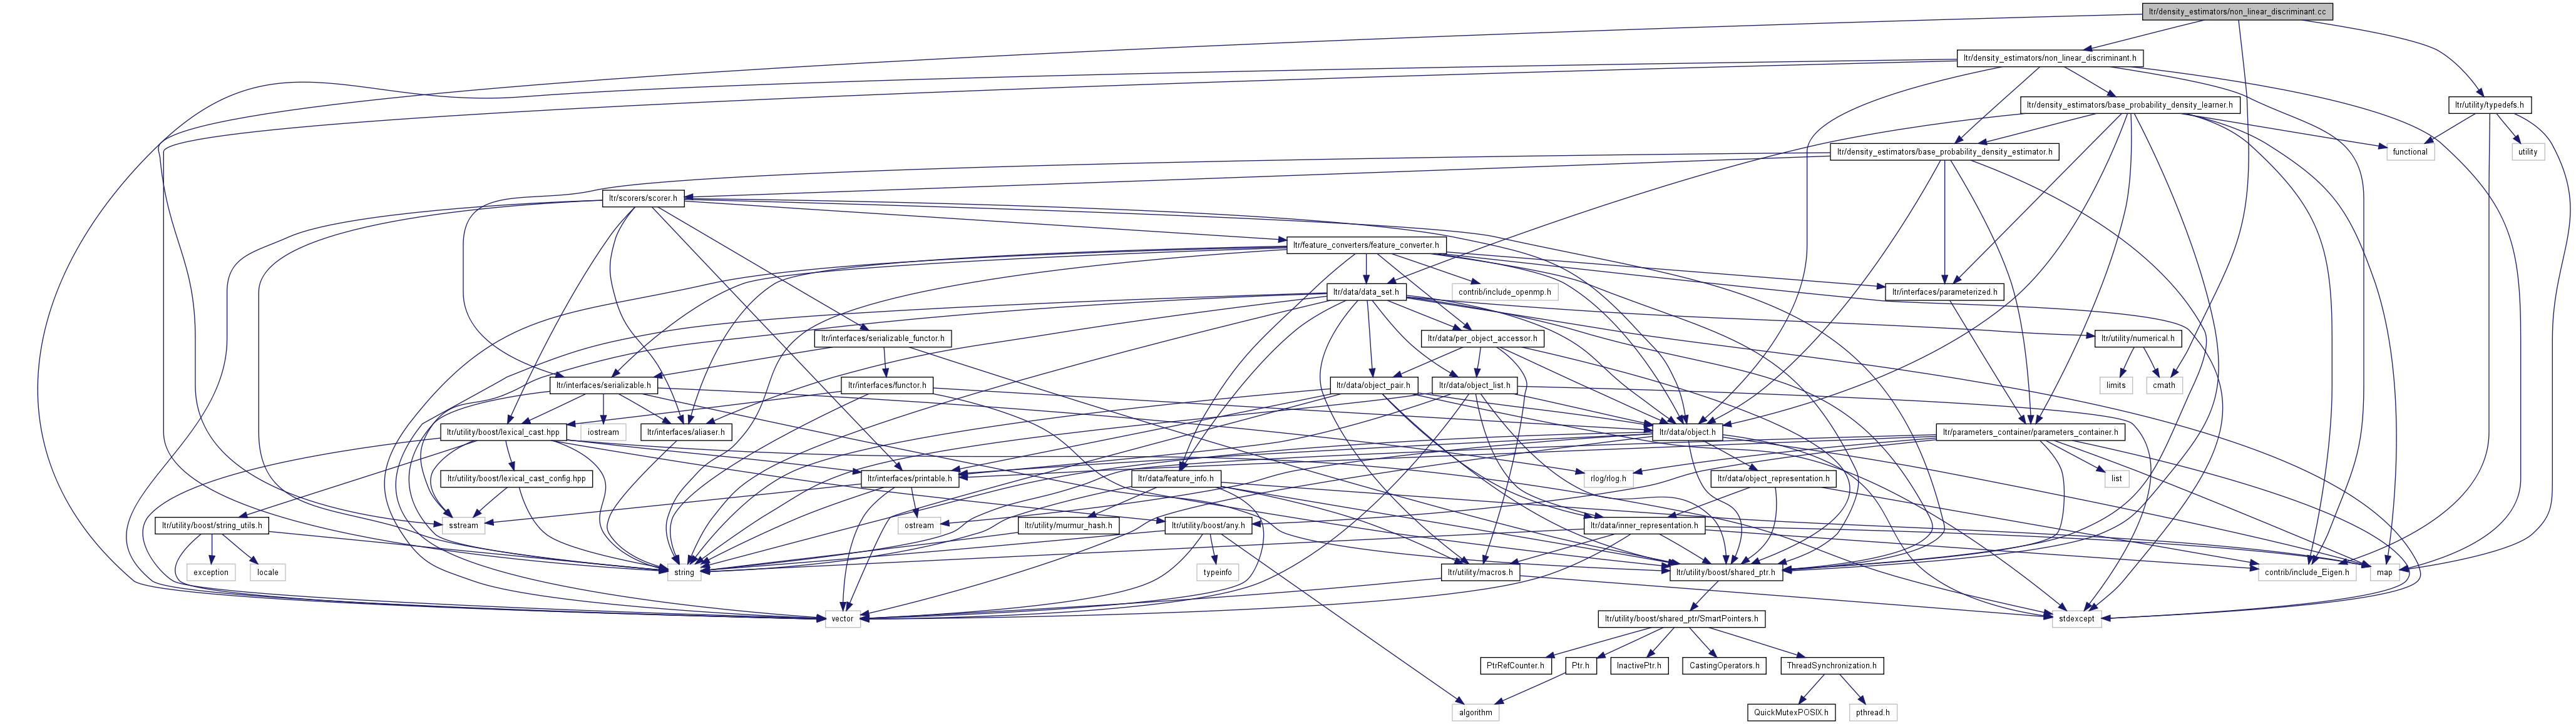 ltr/density_estimators/non_linear_discriminant.cc
ltr/density_estimators/non_linear_discriminant.h
ltr/density_estimators/base_probability_density_learner.h
ltr/utility/typedefs.h
ltr/density_estimators/base_probability_density_estimator.h
functional
utility
ltr/scorers/scorer.h
ltr/feature_converters/feature_converter.h
ltr/data/data_set.h
contrib/include_openmp.h
ltr/interfaces/parameterized.h
ltr/interfaces/serializable_functor.h
ltr/data/per_object_accessor.h
ltr/utility/numerical.h
ltr/interfaces/serializable.h
ltr/interfaces/functor.h
ltr/data/object_pair.h
ltr/data/object_list.h
limits
cmath
ltr/utility/boost/lexical_cast.hpp
iostream
ltr/interfaces/aliaser.h
ltr/data/object.h
ltr/parameters_container/parameters_container.h
ltr/utility/boost/lexical_cast_config.hpp
ltr/interfaces/printable.h
ltr/data/feature_info.h
rlog/rlog.h
ltr/data/object_representation.h
list
ltr/utility/boost/string_utils.h
sstream
ostream
ltr/utility/murmur_hash.h
ltr/utility/boost/any.h
ltr/data/inner_representation.h
exception
locale
string
typeinfo
ltr/utility/macros.h
ltr/utility/boost/shared_ptr.h
contrib/include_Eigen.h
map
vector
ltr/utility/boost/shared_ptr/SmartPointers.h
stdexcept
PtrRefCounter.h
Ptr.h
InactivePtr.h
CastingOperators.h
ThreadSynchronization.h
algorithm
QuickMutexPOSIX.h
pthread.h